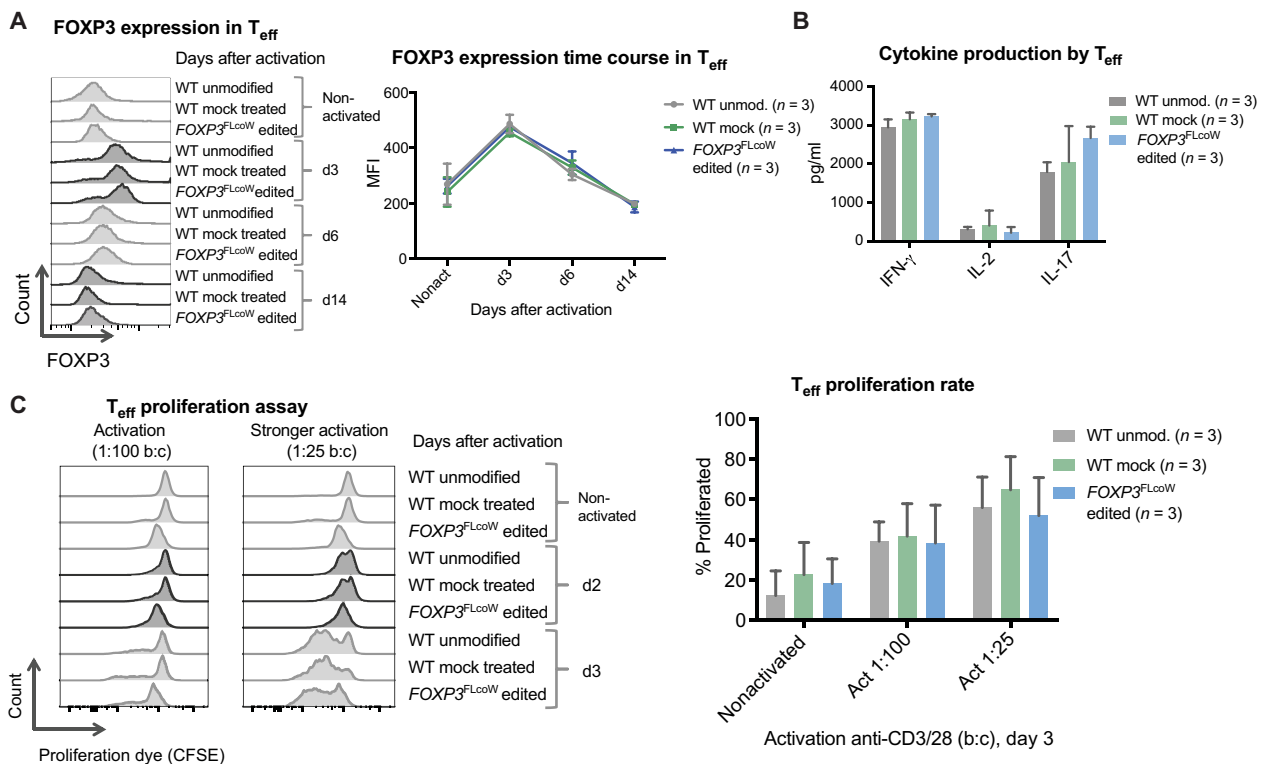 A
FOXP3 expression in Teff
Days after activation
WT unmodified
WT mock treated
FOXP3FLcoW edited
Non-
activated
WT unmodified
WT mock treated
FOXP3FLcoW edited
d3
WT unmodified
WT mock treated
FOXP3FLcoW edited
d6
WT unmodified
WT mock treated
FOXP3FLcoW edited
d14
Count
FOXP3
FOXP3 expression time course in Teff
600
400
200
0
MFI
Nonact
d3
d6
d14
Days after activation
WT unmod. (n = 3)
WT mock (n = 3)
FOXP3FLcoW
edited (n = 3)
B
Cytokine production by Teff
4000
3000
2000
1000
0
pg/ml
IFN-γ
IL-2
IL-17
WT unmod. (n = 3)
WT mock (n = 3)
FOXP3FLcoW
edited (n = 3)
C
Teff proliferation assay
Activation
(1:100 b:c)
Stronger activation
(1:25 b:c)
Days after activation
WT unmodified
WT mock treated
FOXP3FLcoW edited
Non-
activated
WT unmodified
WT mock treated
FOXP3FLcoW edited
d2
WT unmodified
WT mock treated
FOXP3FLcoW edited
d3
Count
Proliferation dye (CFSE)
Teff proliferation rate
100
80
60
40
20
0
% Proliferated
Nonactivated
Act 1:100
Act 1:25
Activation anti-CD3/28 (b:c), day 3
WT unmod. (n = 3)
WT mock (n = 3)
FOXP3FLcoW
edited (n = 3)